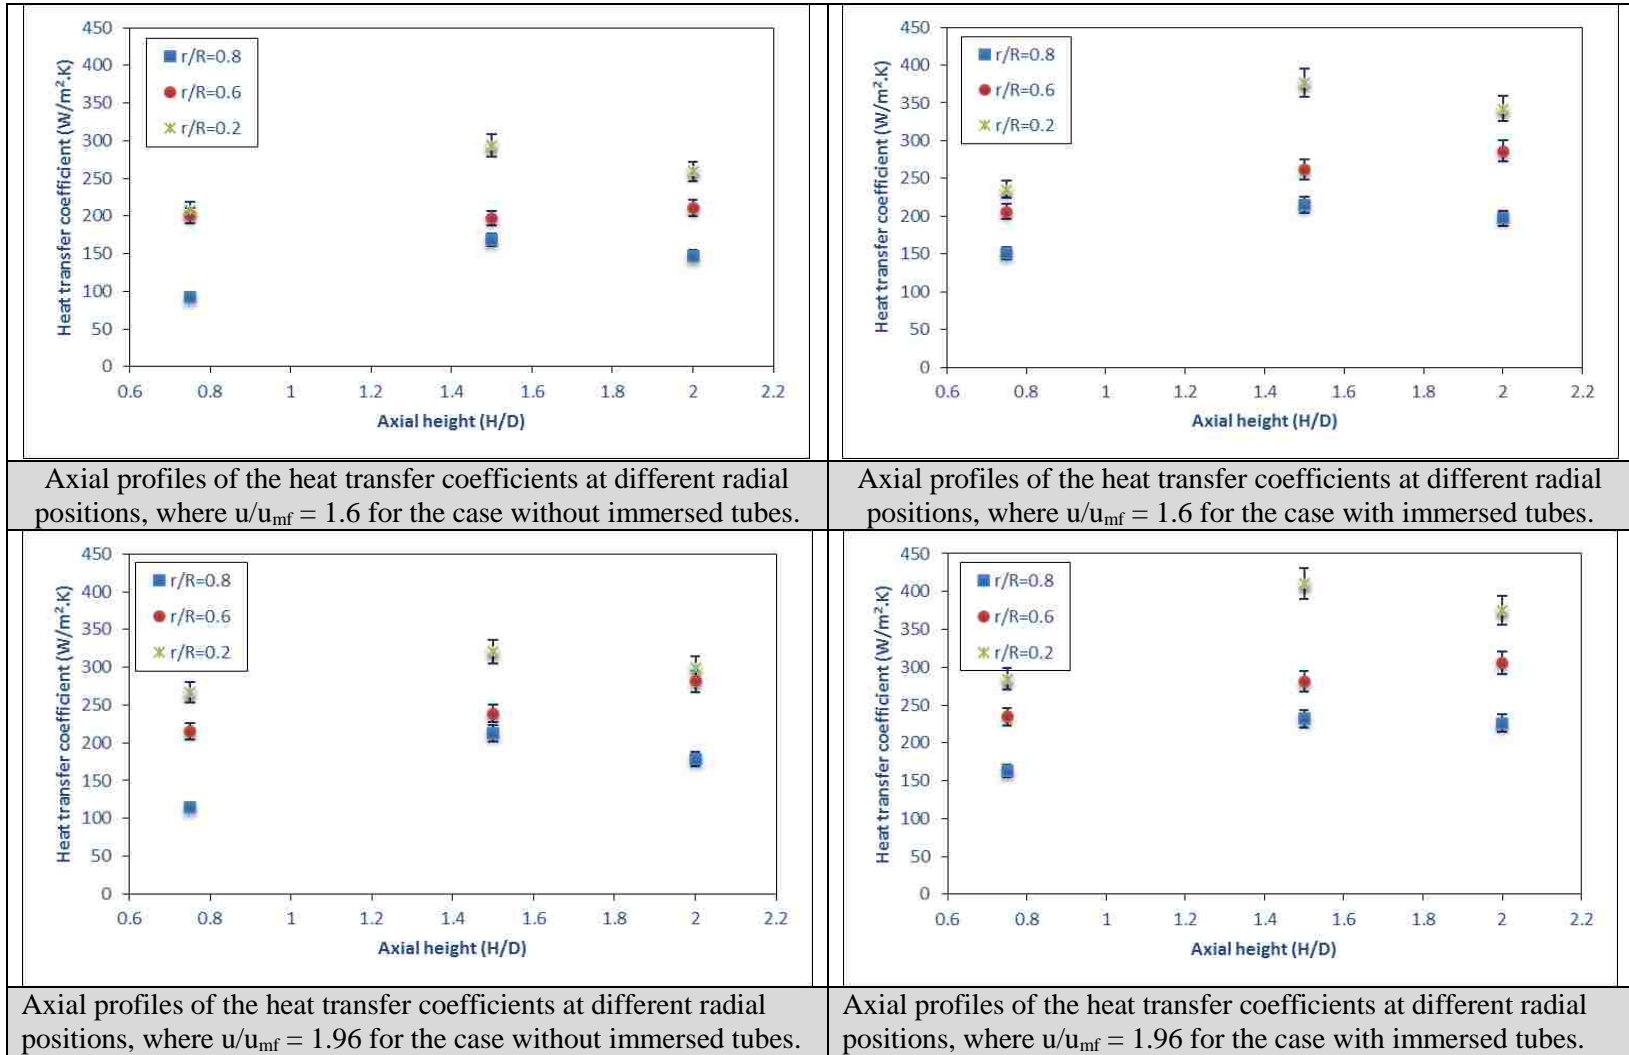 450
400
350
300
250
200
150
100
50
0
Heat transfer coefficient (W/m².K)
r/R=0.8
r/R=0.6
r/R=0.2
0.6 0.8 1 1.2 1.4 1.6 1.8 2 2.2
Axial height (H/D)
Axial profiles of the heat transfer coefficients at different radial
positions, where u/umf = 1.6 for the case without immersed tubes.
450
400
350
300
250
200
150
100
50
0
Heat transfer coefficient (W/m².K)
r/R=0.8
r/R=0.6
r/R=0.2
0.6 0.8 1 1.2 1.4 1.6 1.8 2 2.2
Axial height (H/D)
Axial profiles of the heat transfer coefficients at different radial
positions, where u/umf = 1.6 for the case with immersed tubes.
450
400
350
300
250
200
150
100
50
0
Heat transfer coefficient (W/m².K)
r/R=0.8
r/R=0.6
r/R=0.2
0.6 0.8 1 1.2 1.4 1.6 1.8 2 2.2
Axial height (H/D)
Axial profiles of the heat transfer coefficients at different radial
positions, where u/umf = 1.96 for the case without immersed tubes.
450
400
350
300
250
200
150
100
50
0
Heat transfer coefficient (W/m².K)
r/R=0.8
r/R=0.6
r/R=0.2
0.6 0.8 1 1.2 1.4 1.6 1.8 2 2.2
Axial height (H/D)
Axial profiles of the heat transfer coefficients at different radial
positions, where u/umf = 1.96 for the case with immersed tubes.